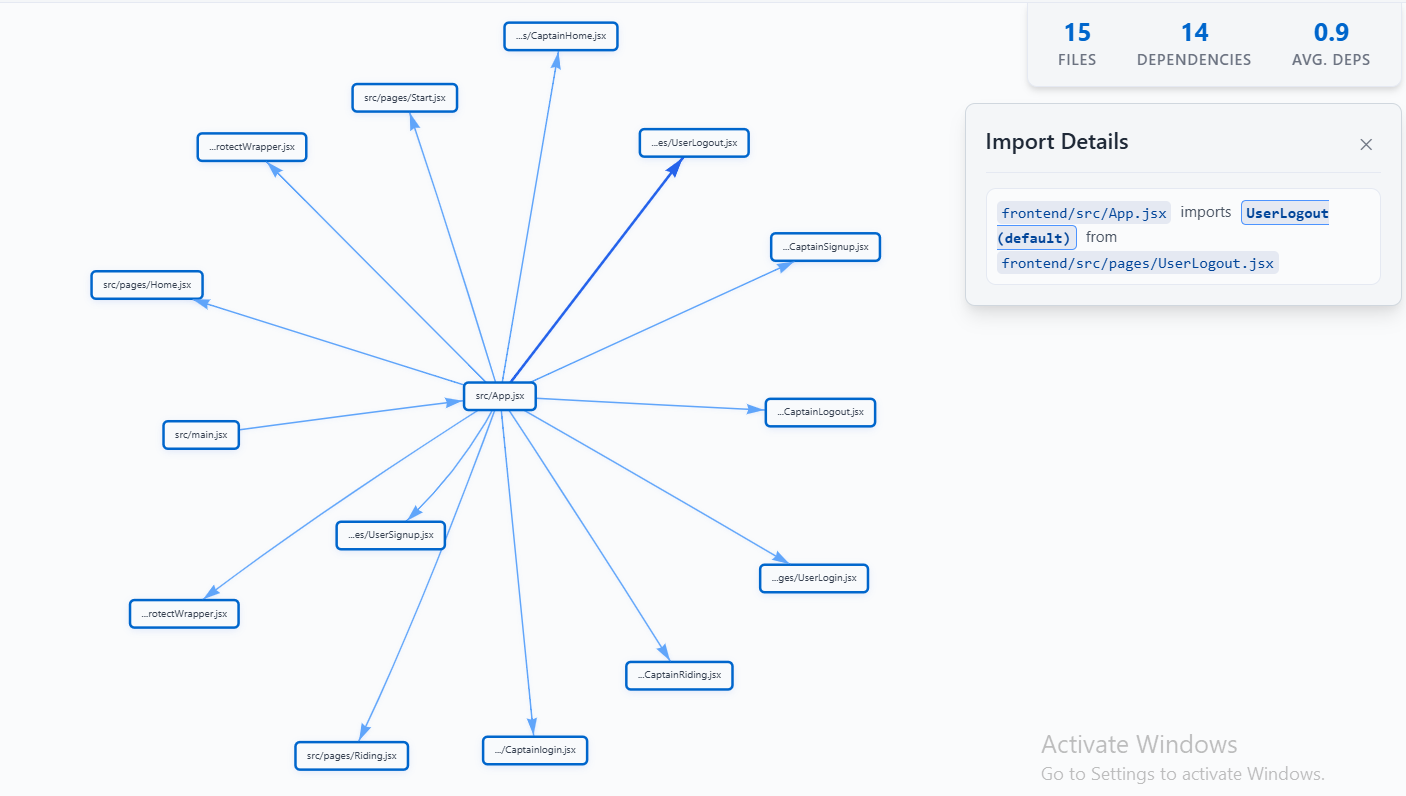 ...s/CaptainHome.jsx
15
14
0.9
FILES
DEPENDENCIES
AVG. DEPS
src/pages/Start.jsx
...rotectWrapper.jsx
...es/UserLogout.jsx
Import Details
frontend/src/App.jsx imports UserLogout
(default) from
frontend/src/pages/UserLogout.jsx
...CaptainSignup.jsx
src/pages/Home.jsx
src/App.jsx
...CaptainLogout.jsx
src/main.jsx
...es/UserSignup.jsx
...ges/UserLogin.jsx
...rotectWrapper.jsx
...CaptainRiding.jsx
src/pages/Riding.jsx
.../Captainlogin.jsx
Activate Windows
Go to Settings to activate Windows.